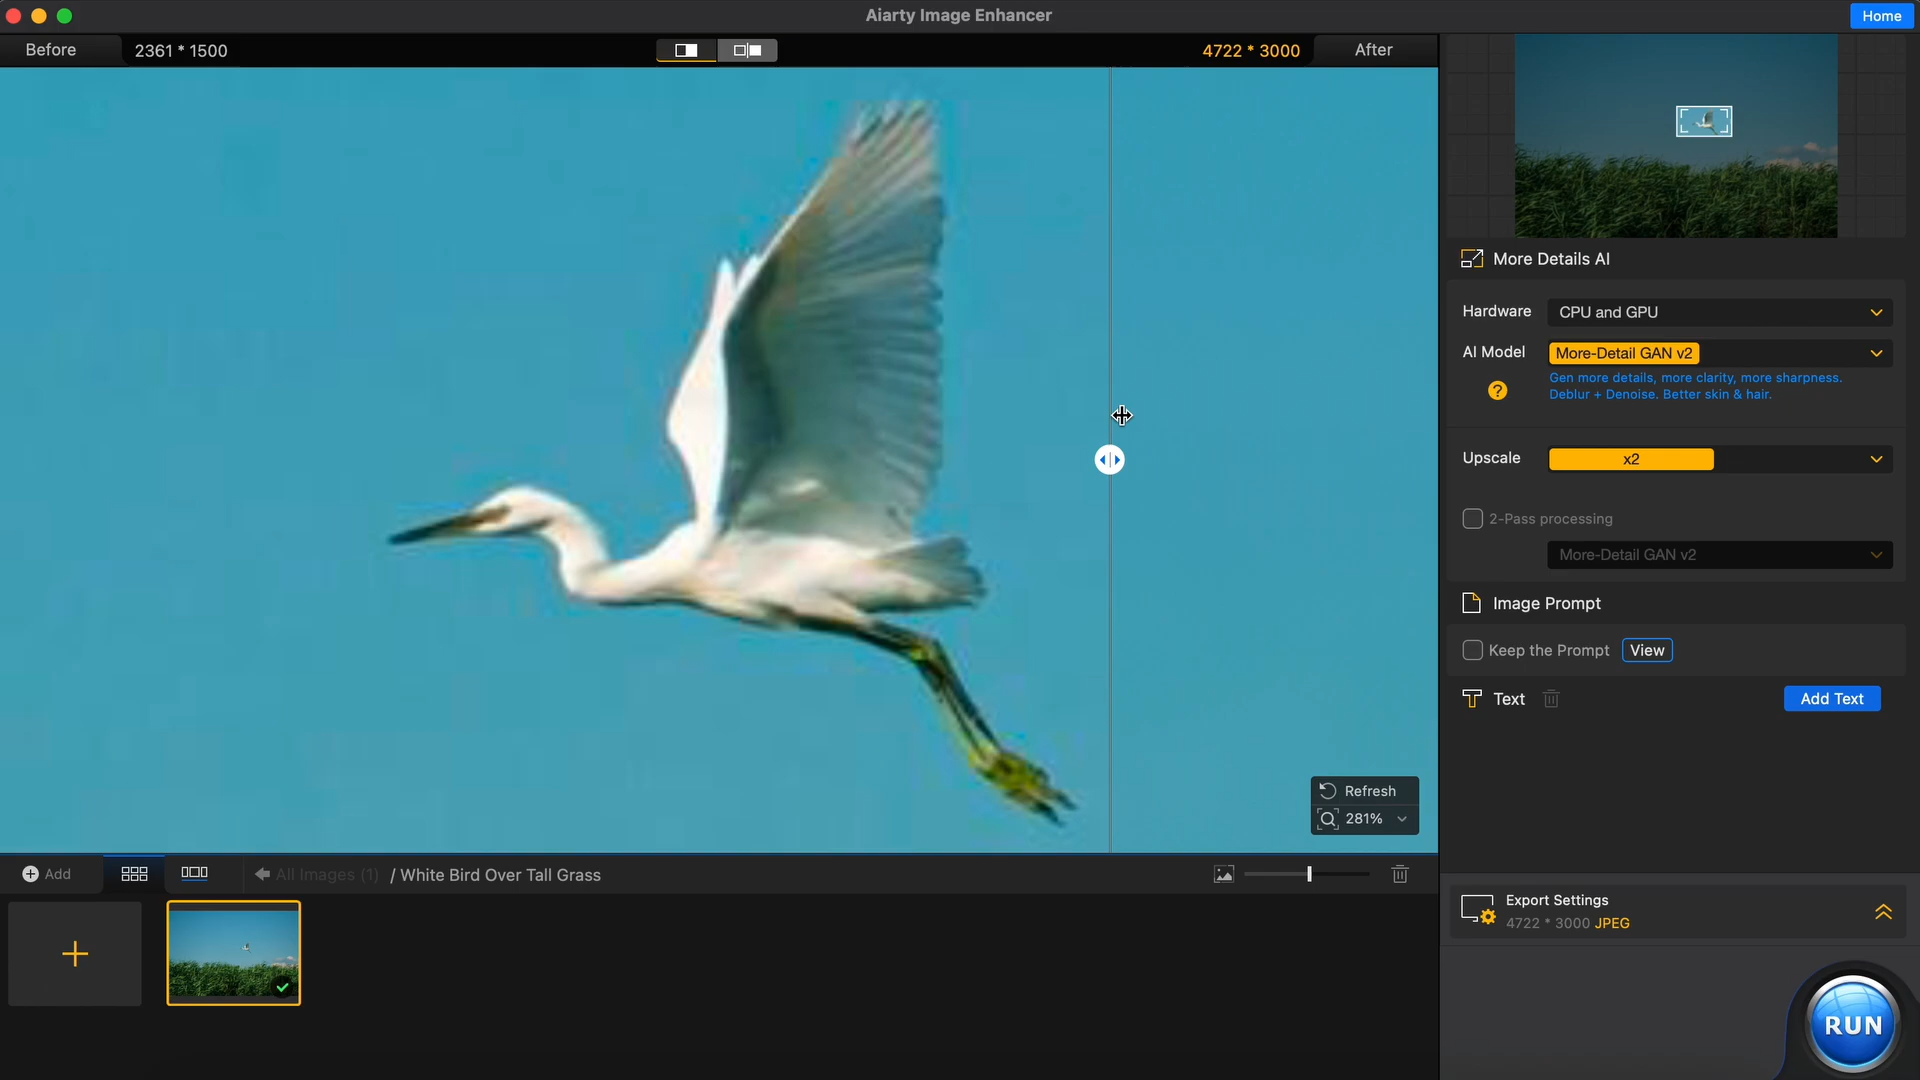 Aiarty Image Enhancer
Home
Before
2361 * 1500
4722 * 3000
After
More Details AI
Hardware
CPU and GPU
AI Model
More-Detail GAN v2
Gen more details, more clarity, more sharpness.
Deblur + Denoise. Better skin & hair.
?
Upscale
x2
2-Pass processing
More-Detail GAN v2
Image Prompt
Keep the Prompt
View
Text
Add Text
Refresh
281%
Add
All Images (1)
/ White Bird Over Tall Grass
Export Settings
4722 * 3000 JPEG
RUN